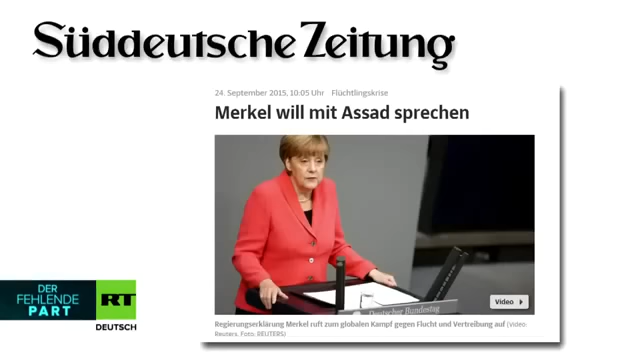 Süddeutsche Zeitung
24. September 2015, 10:05 Uhr Flüchtlingskrise
Merkel will mit Assad sprechen
Deutscher Bundestag
Video
Regierungserklärung Merkel ruft zum globalen Kampf gegen Flucht und Vertreibung auf (Video:
Reuters, Foto: REUTERS)
DER
FEHLENDE
PART
RT
DEUTSCH